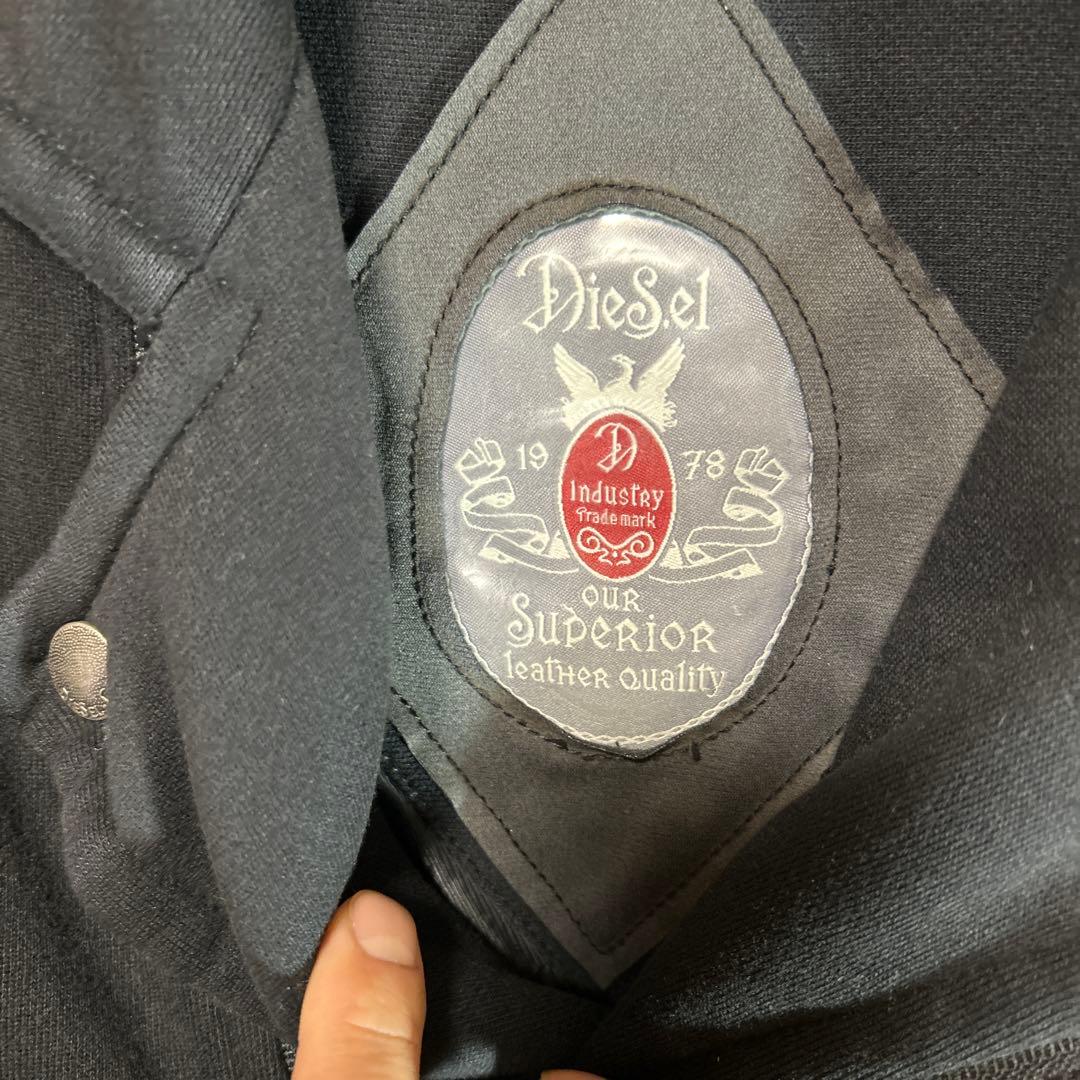 DieS.el
19 78
D
Industry
Trade mark
OUR
SUPERIOR
leatHER Quality